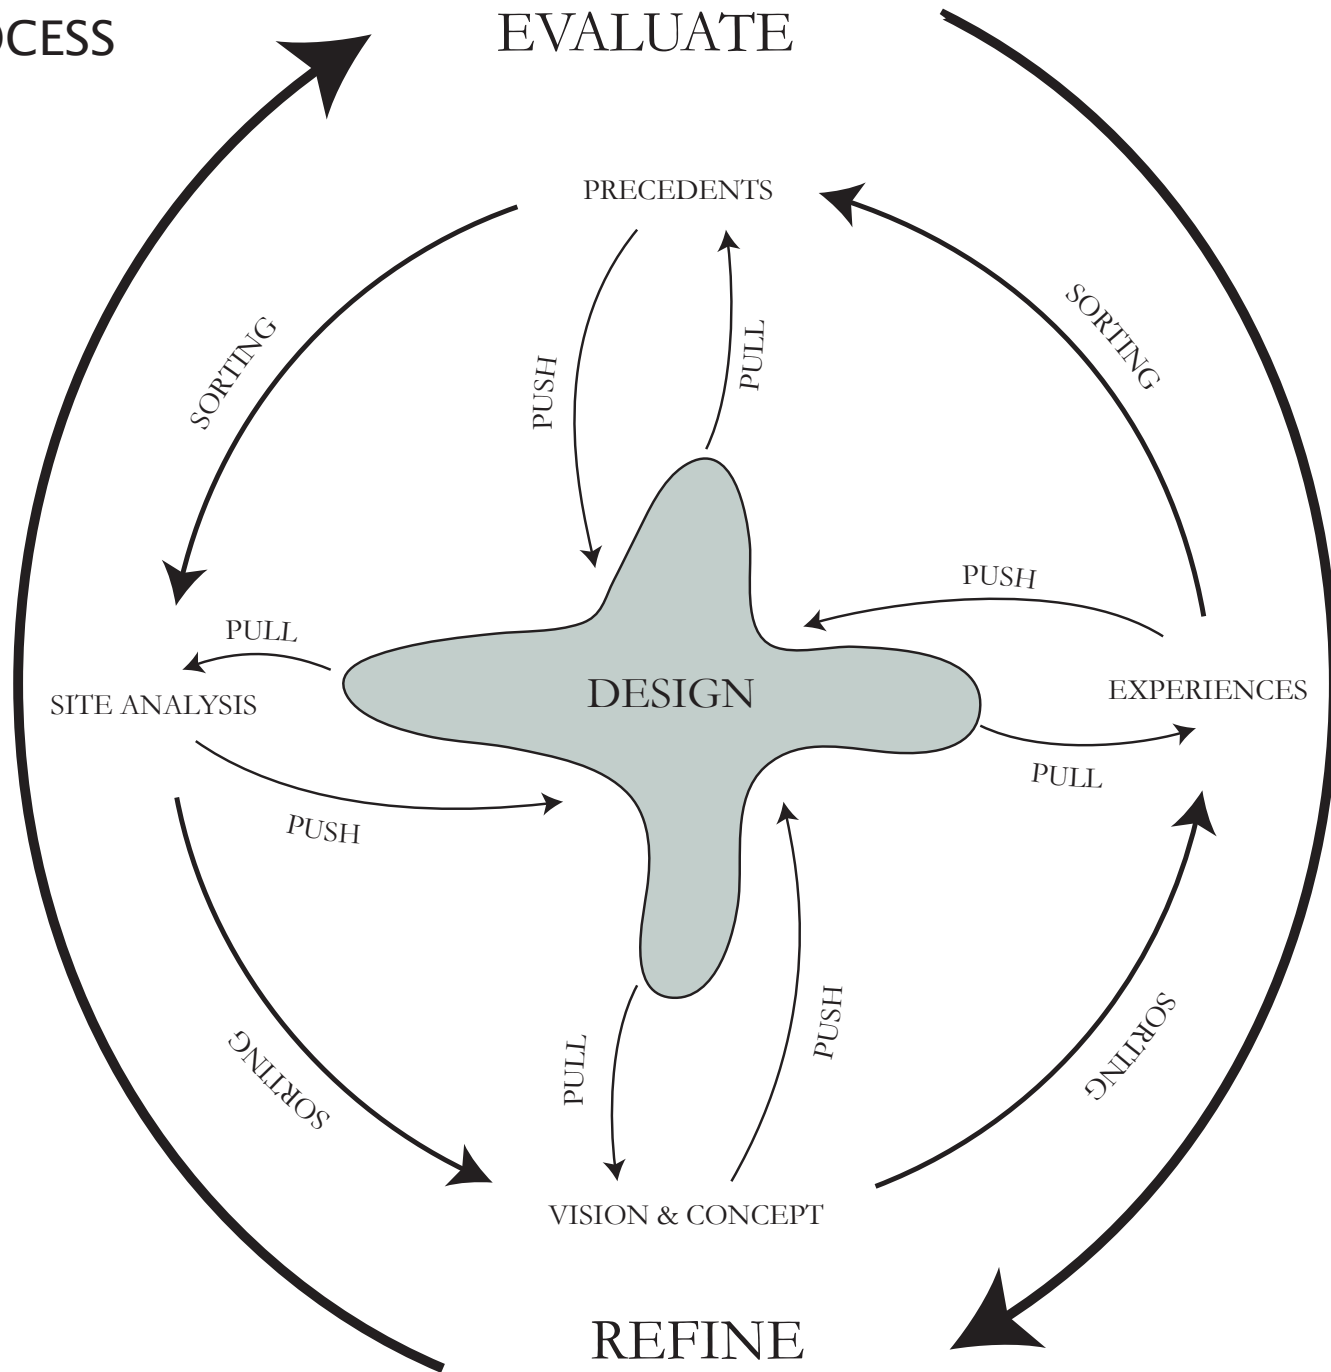 OCESS
EVALUATE
PRECEDENTS
SORTING
SORTING
PUSH
PULL
PUSH
PULL
SITE ANALYSIS
DESIGN
EXPERIENCES
PULL
PUSH
SORTING
PULL
PUSH
SORTING
VISION & CONCEPT
REFINE